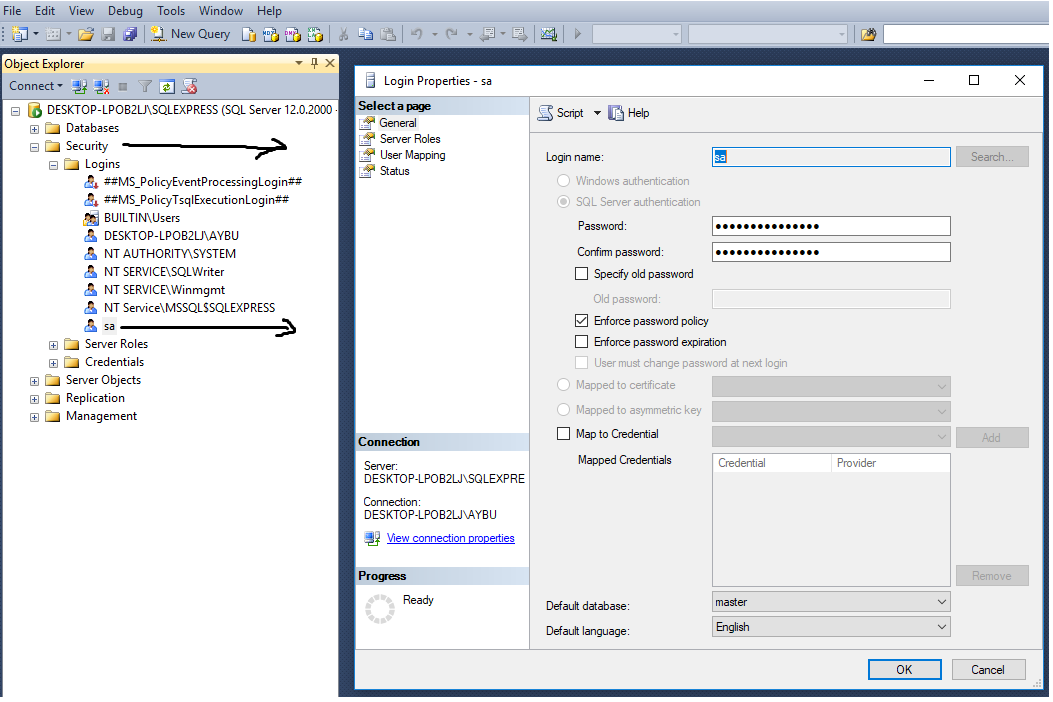 File Edit View Debug Tools Window Help
New Query
Object Explorer
Connect
DESKTOP-LPOB2LJ\SQLEXPRESS (SQL Server 12.0.2000 -
Databases
Security
Logins
##MS_PolicyEventProcessingLogin##
##MS_PolicyTsqlExecutionLogin##
BUILTIN\Users
DESKTOP-LPOB2LJ\AYBU
NT AUTHORITY\SYSTEM
NT SERVICE\SQLWriter
NT SERVICE\Winmgmt
NT Service\MSSQL$SQLEXPRESS
sa
Server Roles
Credentials
Server Objects
Replication
Management
Login Properties - sa
Select a page
General
Server Roles
User Mapping
Status
Connection
Server:
DESKTOP-LPOB2LJ\SQLEXPRE
Connection:
DESKTOP-LPOB2LJ\AYBU
View connection properties
Progress
Ready
Script Help
Login name: sa Search...
Windows authentication
SQL Server authentication
Password: ●●●●●●●●●●●●●●●
Confirm password: ●●●●●●●●●●●●●●●
Specify old password
Old password:
Enforce password policy
Enforce password expiration
User must change password at next login
Mapped to certificate
Mapped to asymmetric key
Map to Credential Add
Mapped Credentials Credential Provider
Remove
Default database: master
Default language: English
OK Cancel